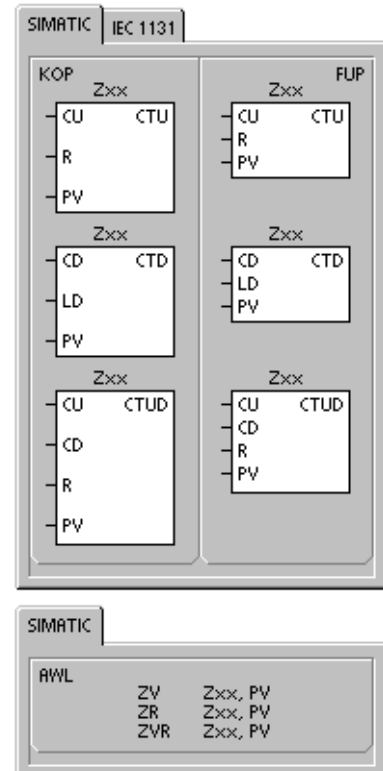 SIMATIC IEC 1131
KOP FUP
Zxx Zxx
CU CTU CU CTU
R R
PV PV
Zxx Zxx
CD CTD CD CTD
LD LD
PV PV
Zxx Zxx
CU CTUD CU CTUD
CD CD
R R
PV PV
SIMATIC
AWL
ZV Zxx, PV
ZR Zxx, PV
ZVR Zxx, PV